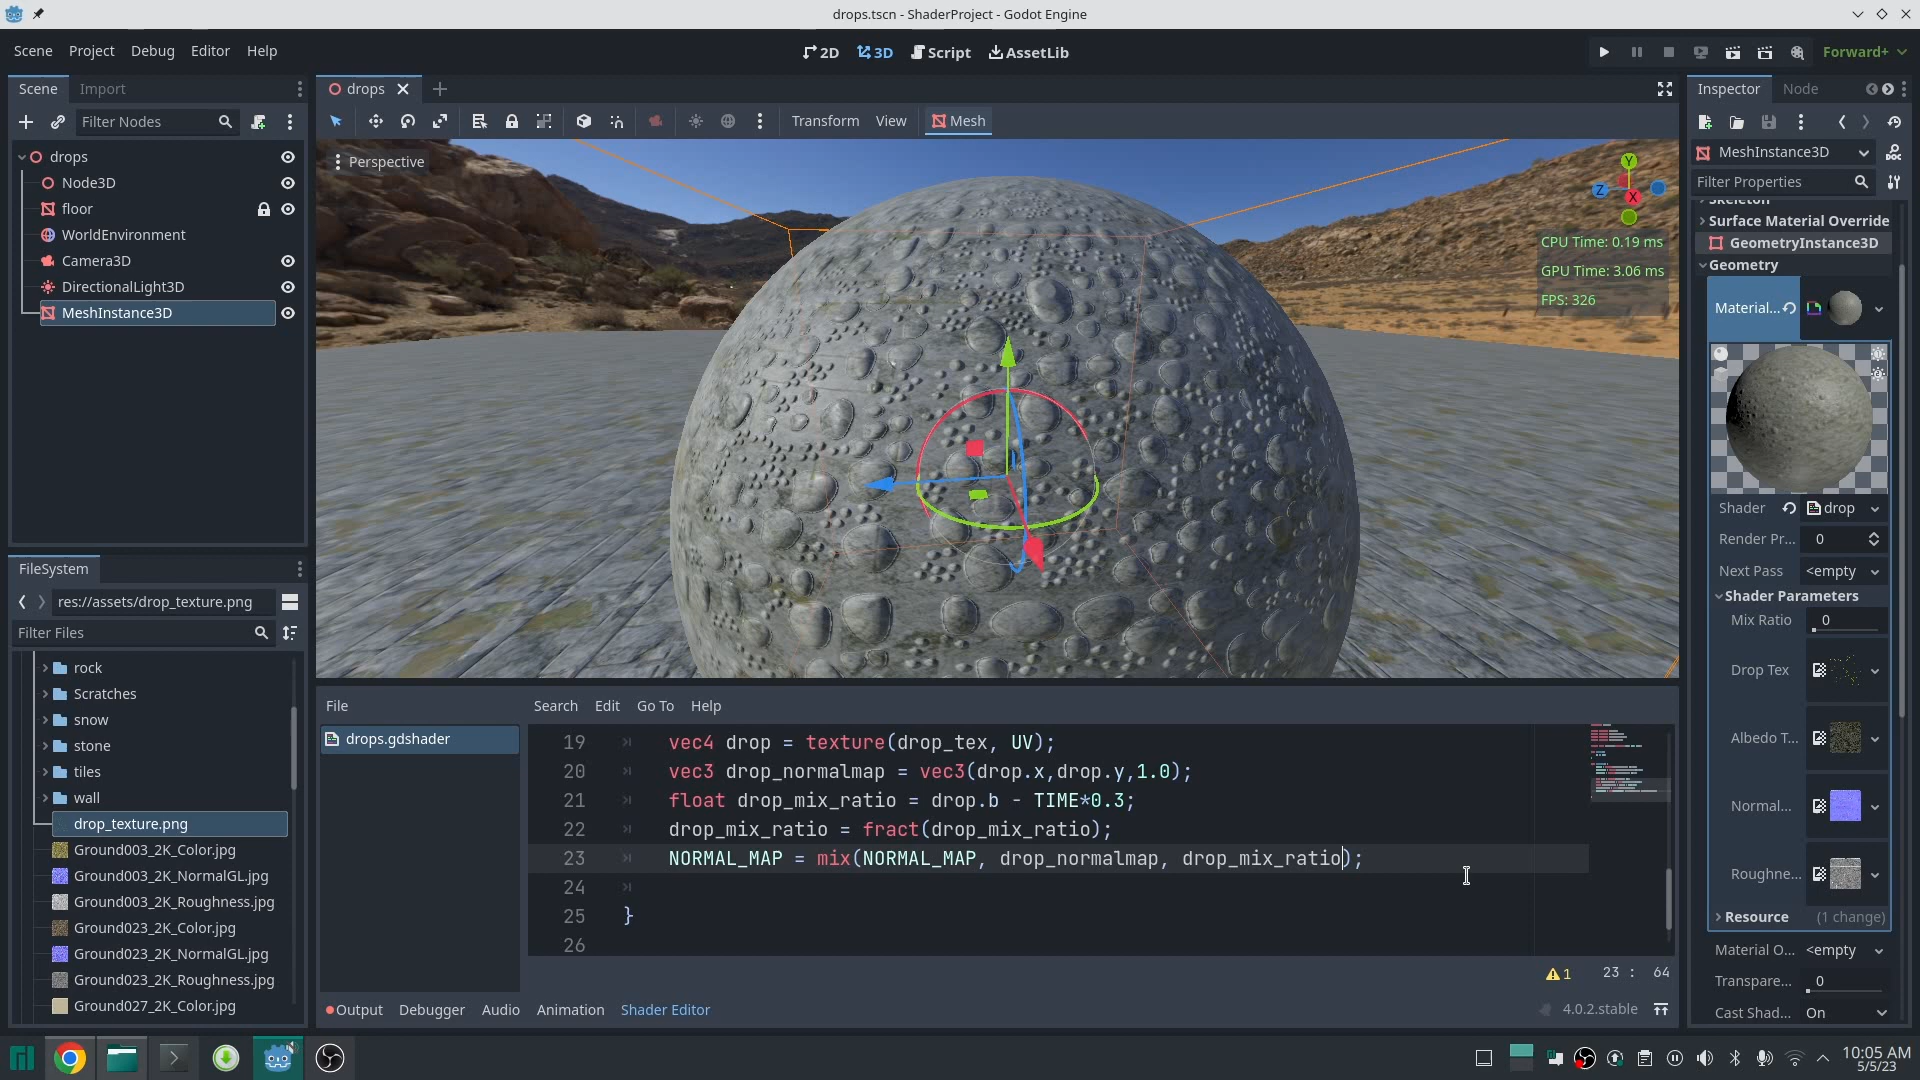 drops.tscn - ShaderProject - Godot Engine
Scene Project Debug Editor Help
2D 3D Script AssetLib
Forward+
Scene Import
Filter Nodes
drops
Node3D
floor
WorldEnvironment
Camera3D
DirectionalLight3D
MeshInstance3D
FileSystem
res://assets/drop_texture.png
Filter Files
rock
Scratches
snow
stone
tiles
wall
drop_texture.png
Ground003_2K_Color.jpg
Ground003_2K_NormalGL.jpg
Ground003_2K_Roughness.jpg
Ground023_2K_Color.jpg
Ground023_2K_NormalGL.jpg
Ground023_2K_Roughness.jpg
Ground027_2K_Color.jpg
drops
Transform View Mesh
Perspective
Y
Z
X
CPU Time: 0.19 ms
GPU Time: 3.06 ms
FPS: 326
File
drops.gdshader
Search Edit Go To Help
19 vec4 drop = texture(drop_tex, UV);
20 vec3 drop_normalmap = vec3(drop.x,drop.y,1.0);
21 float drop_mix_ratio = drop.b - TIME*0.3;
22 drop_mix_ratio = fract(drop_mix_ratio);
23 NORMAL_MAP = mix(NORMAL_MAP, drop_normalmap, drop_mix_ratio);
24
25 }
26
1 23 : 64
Output Debugger Audio Animation Shader Editor
4.0.2.stable
Inspector Node
MeshInstance3D
Filter Properties
Skeleton
Surface Material Override
GeometryInstance3D
Geometry
Material...
Shader drop
Render Pr... 0
Next Pass <empty
Shader Parameters
Mix Ratio 0
Drop Tex
Albedo T...
Normal...
Roughne...
Resource (1 change)
Material O... <empty
Transpare... 0
Cast Shad... On
10:05 AM
5/5/23